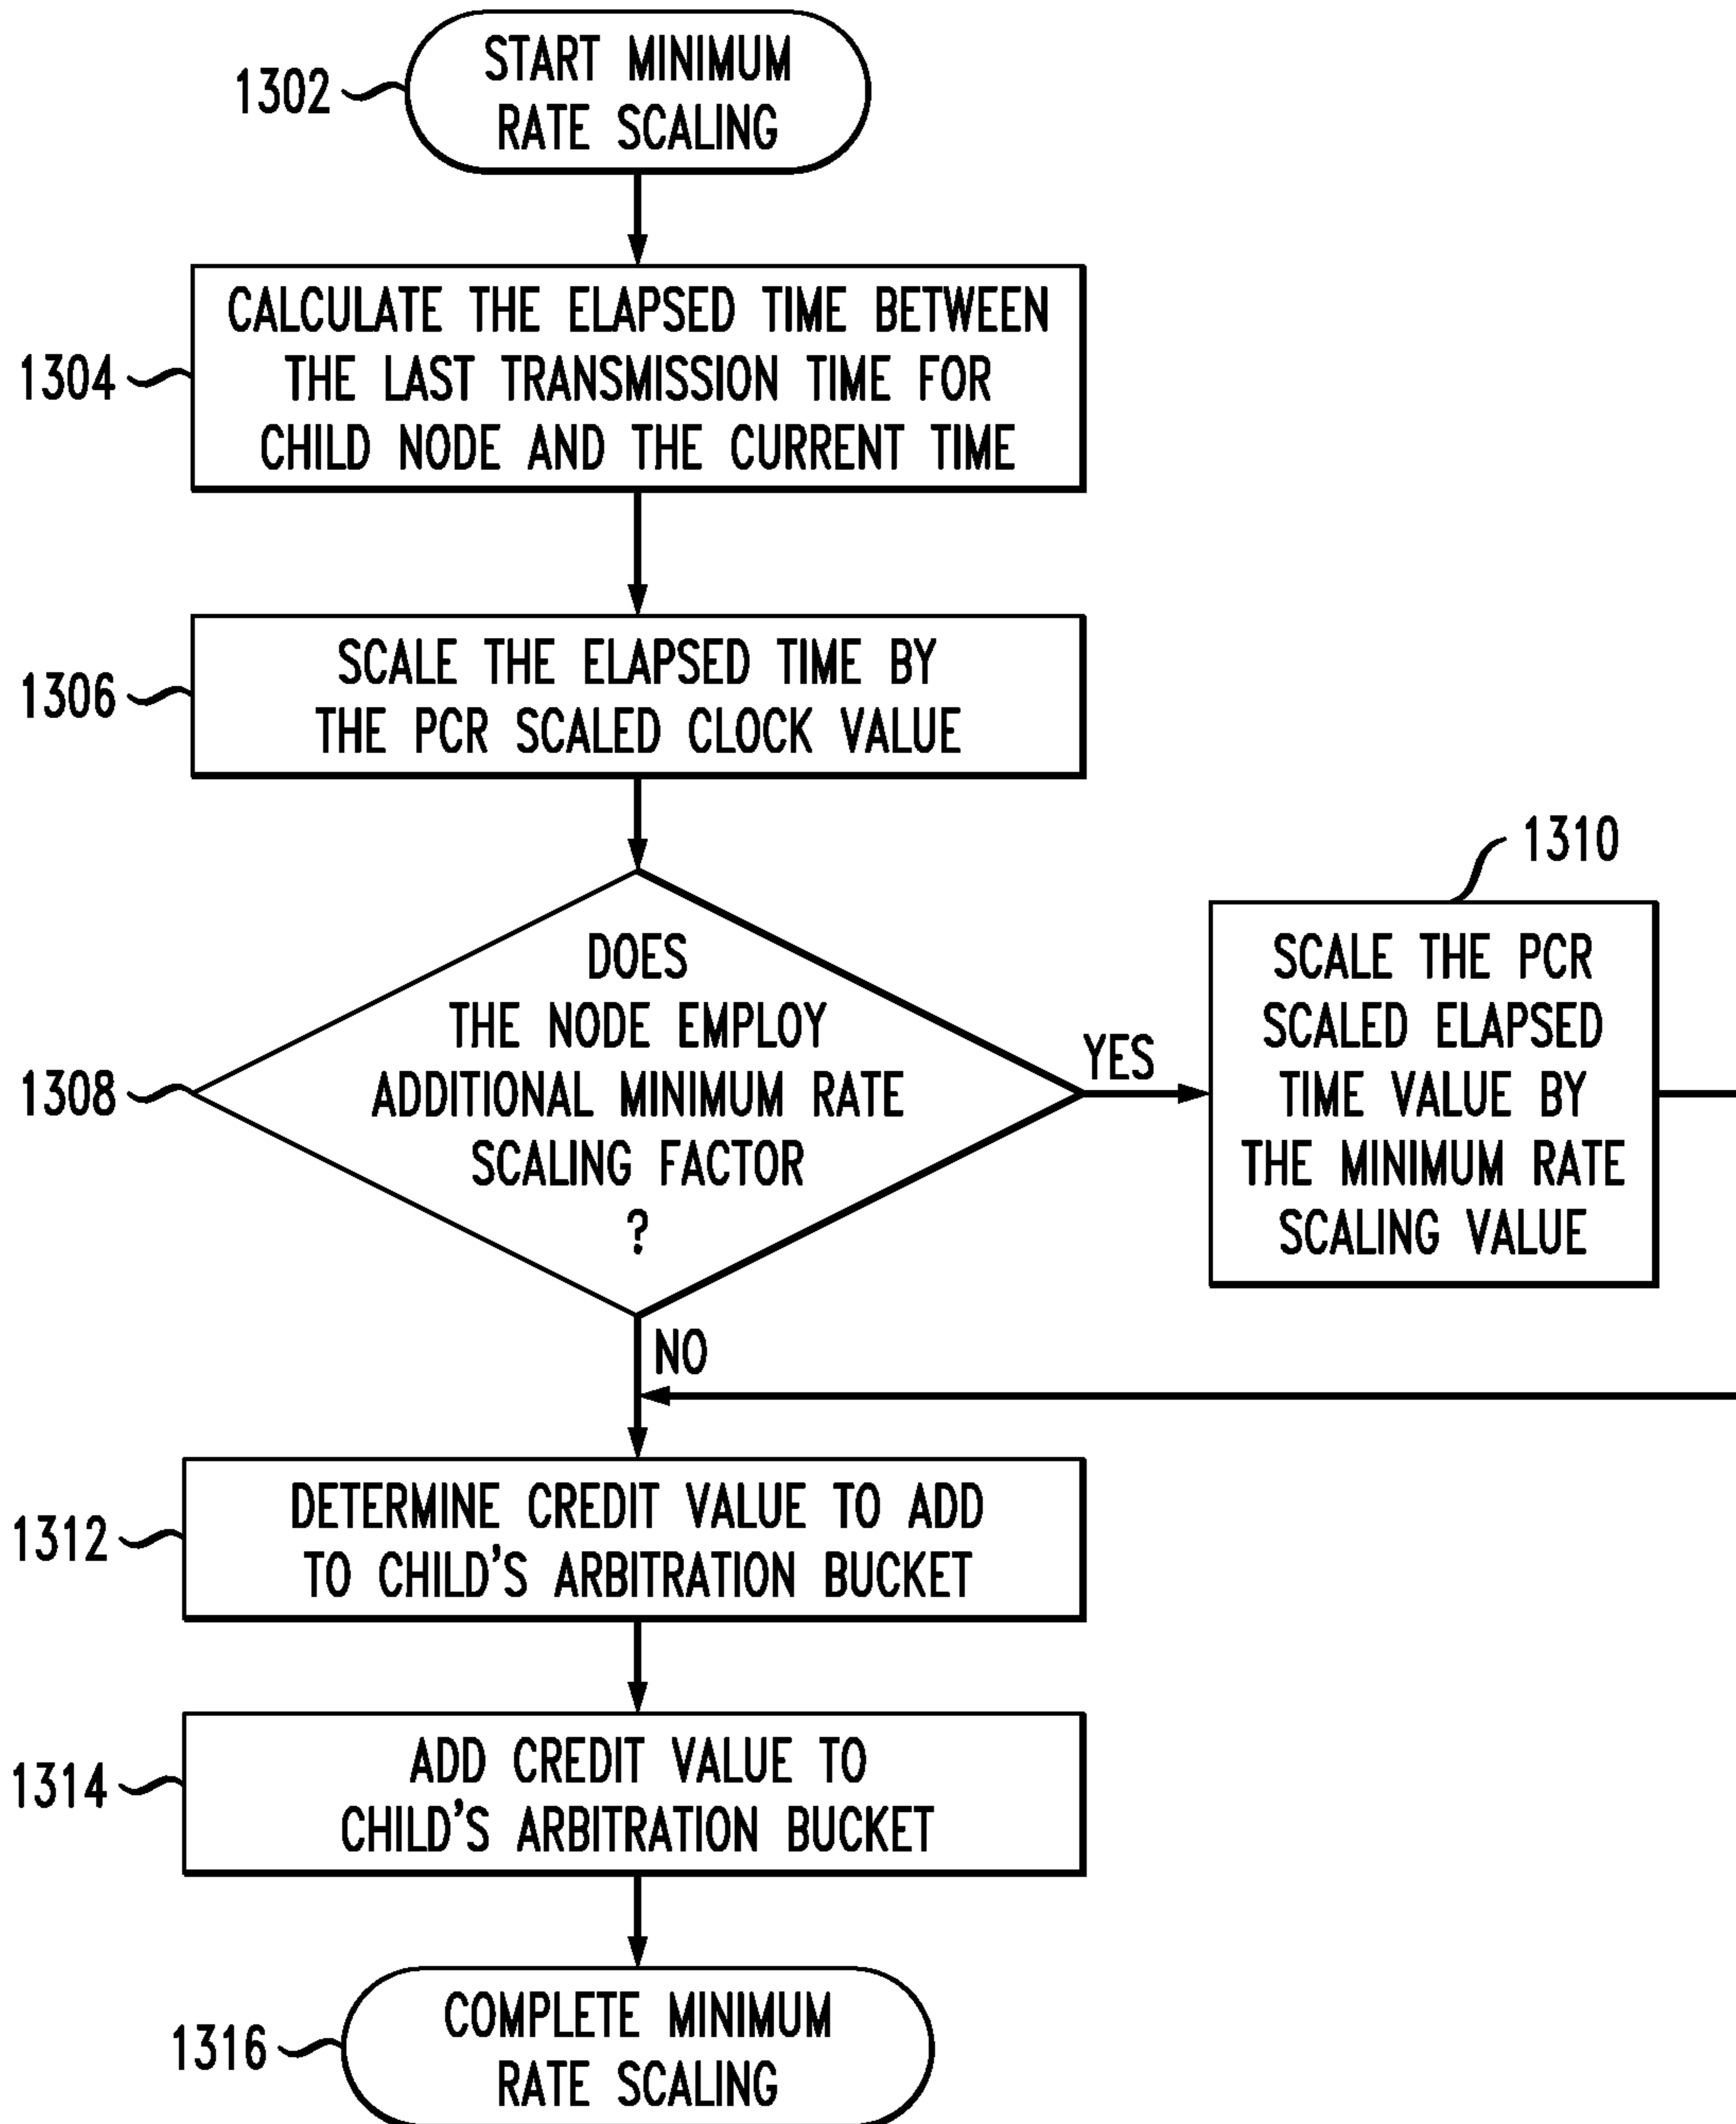 1302
START MINIMUM
RATE SCALING
1304
CALCULATE THE ELAPSED TIME BETWEEN
THE LAST TRANSMISSION TIME FOR
CHILD NODE AND THE CURRENT TIME
1306
SCALE THE ELAPSED TIME BY
THE PCR SCALED CLOCK VALUE
1308
DOES
THE NODE EMPLOY
ADDITIONAL MINIMUM RATE
SCALING FACTOR
?
YES
1310
SCALE THE PCR
SCALED ELAPSED
TIME VALUE BY
THE MINIMUM RATE
SCALING VALUE
NO
1312
DETERMINE CREDIT VALUE TO ADD
TO CHILD'S ARBITRATION BUCKET
1314
ADD CREDIT VALUE TO
CHILD'S ARBITRATION BUCKET
1316
COMPLETE MINIMUM
RATE SCALING